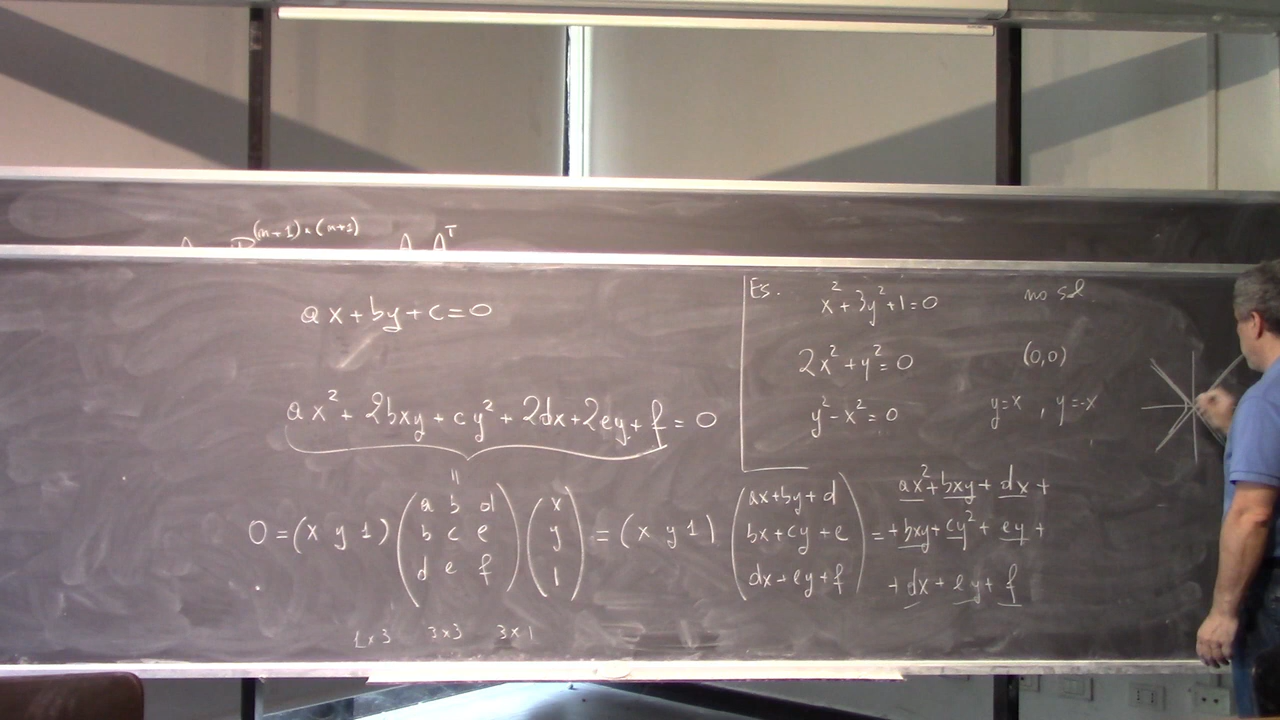 (n+1)×(n+1) A A^T
ax+by+c=0
ax²+2bxy+cy²+2dx+2ey+f=0
"
0=(x y 1) (a b d) (x) =(x y 1) (ax+by+d) = ax²+bxy+dx+
(b c e) (y) (bx+cy+e) +bxy+cy²+ey+
(d e f) (1) (dx+ey+f) +dx+ey+f
1×3 3×3 3×1
Es. x²+3y²+1=0 no sol.
2x²+y²=0 (0,0)
y²-x²=0 y=x , y=-x